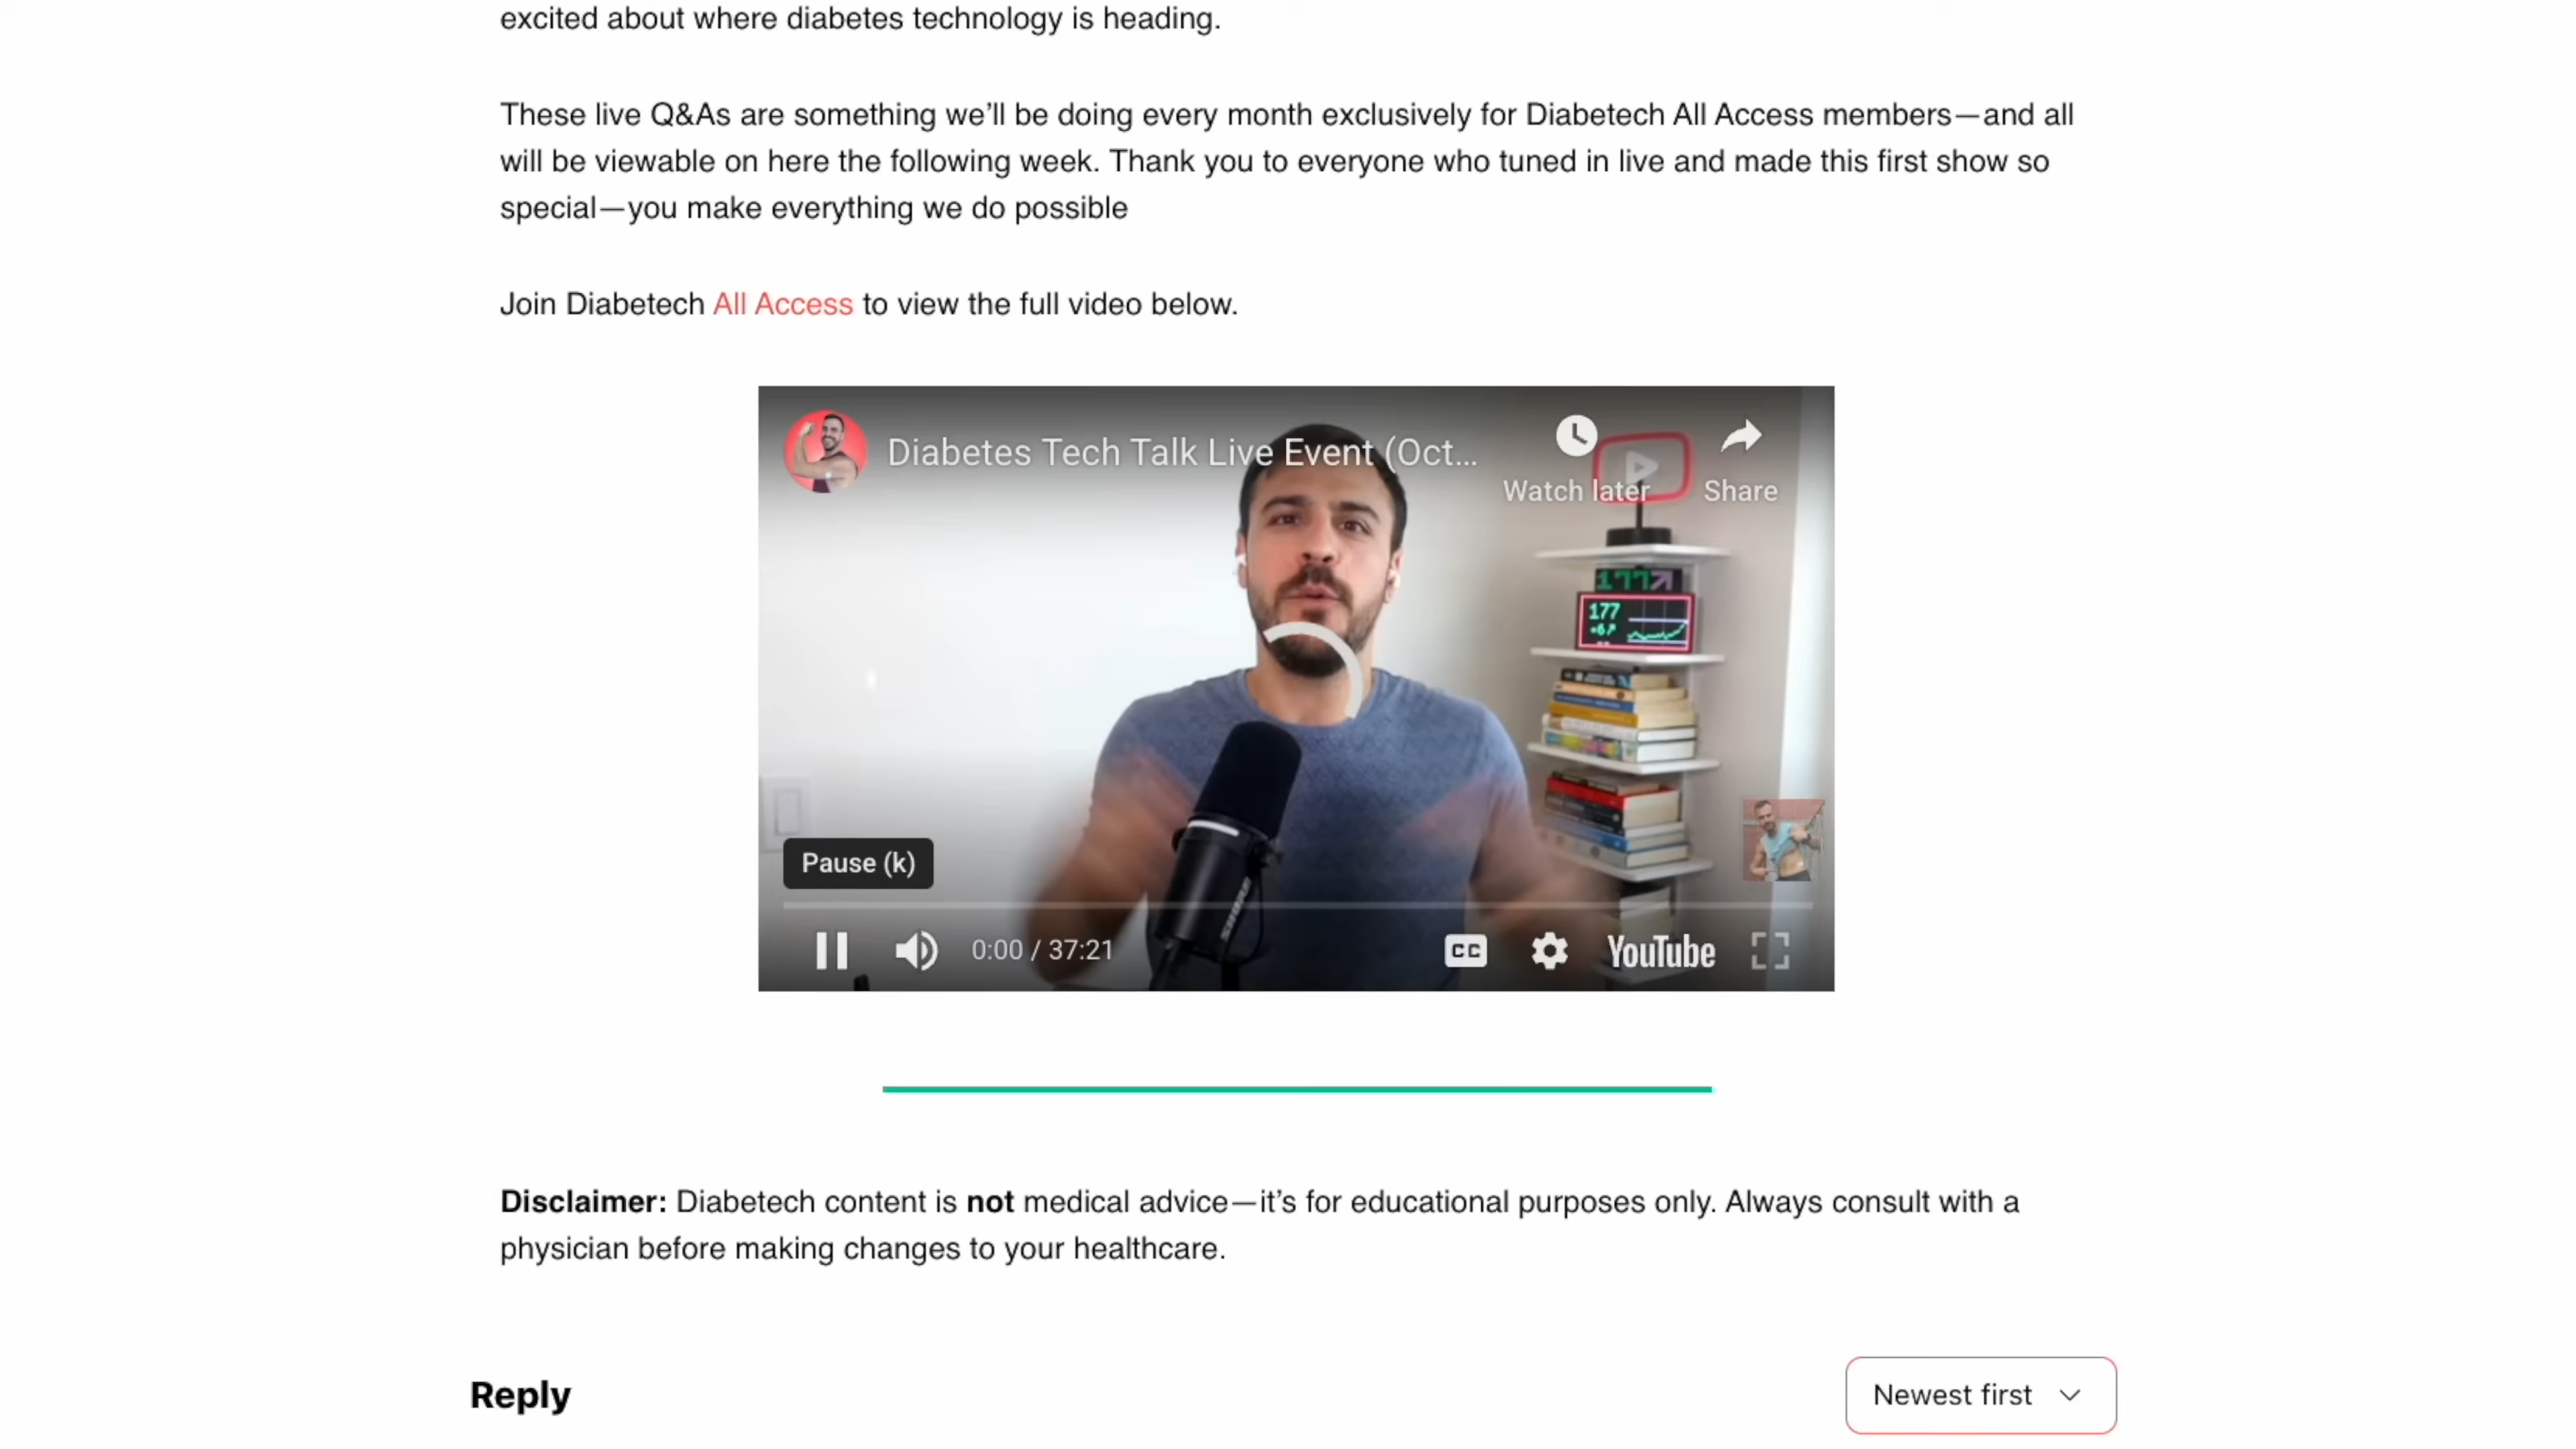 excited about where diabetes technology is heading.
These live Q&As are something we’ll be doing every month exclusively for Diabetech All Access members—and all
will be viewable on here the following week. Thank you to everyone who tuned in live and made this first show so
special—you make everything we do possible
Join Diabetech All Access to view the full video below.
Diabetes Tech Talk Live Event (Oct...
Watch later
Share
177↗
177
+6↗
SHURE
Pause (k)
0:00 / 37:21
CC
YouTube
Disclaimer: Diabetech content is not medical advice—it’s for educational purposes only. Always consult with a
physician before making changes to your healthcare.
Reply
Newest first